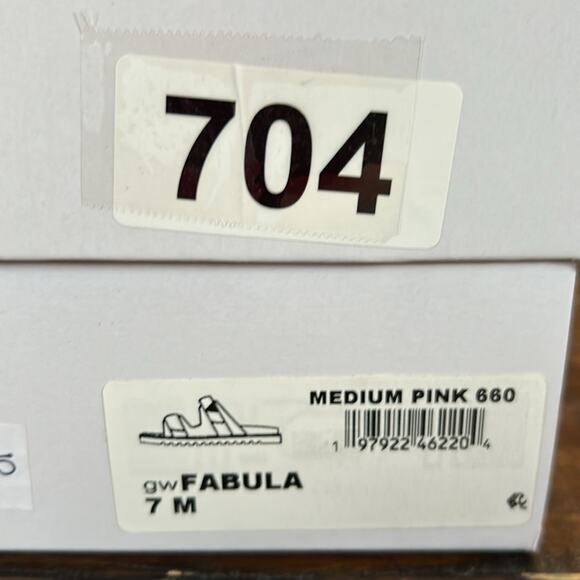 704
MEDIUM PINK 660
1 97922 46220 4
gwFABULA
7 M